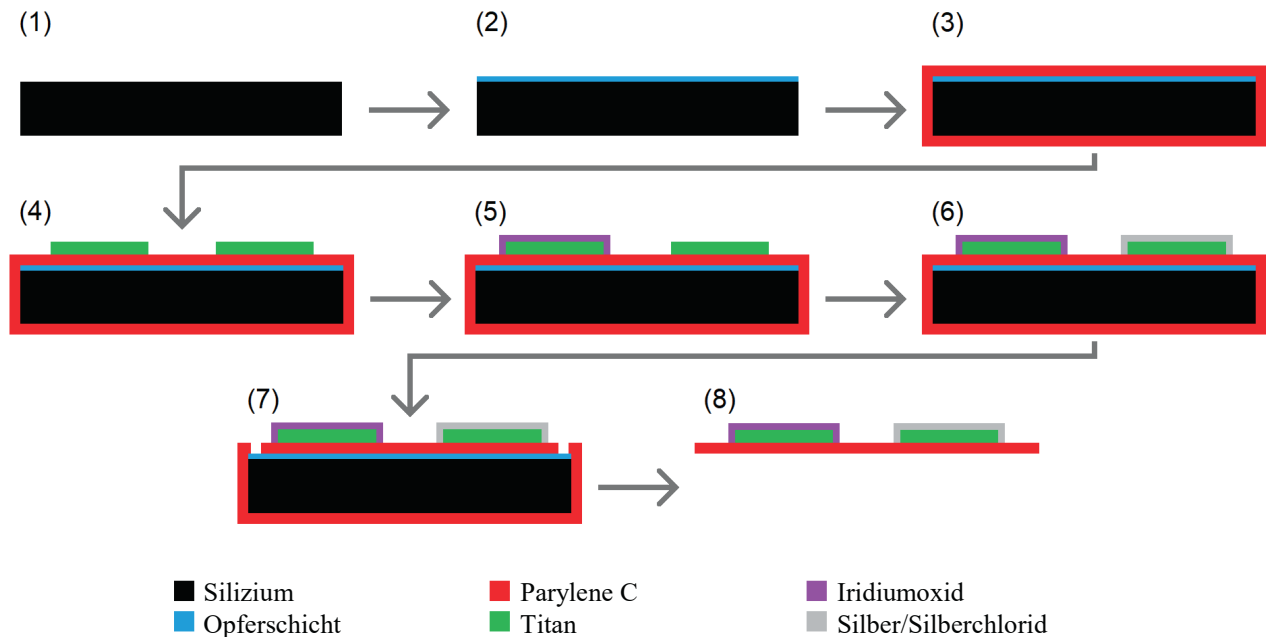 (1)
(2)
(3)
(4)
(5)
(6)
(7)
(8)
Silizium
Parylene C
Iridiumoxid
Opferschicht
Titan
Silber/Silberchlorid